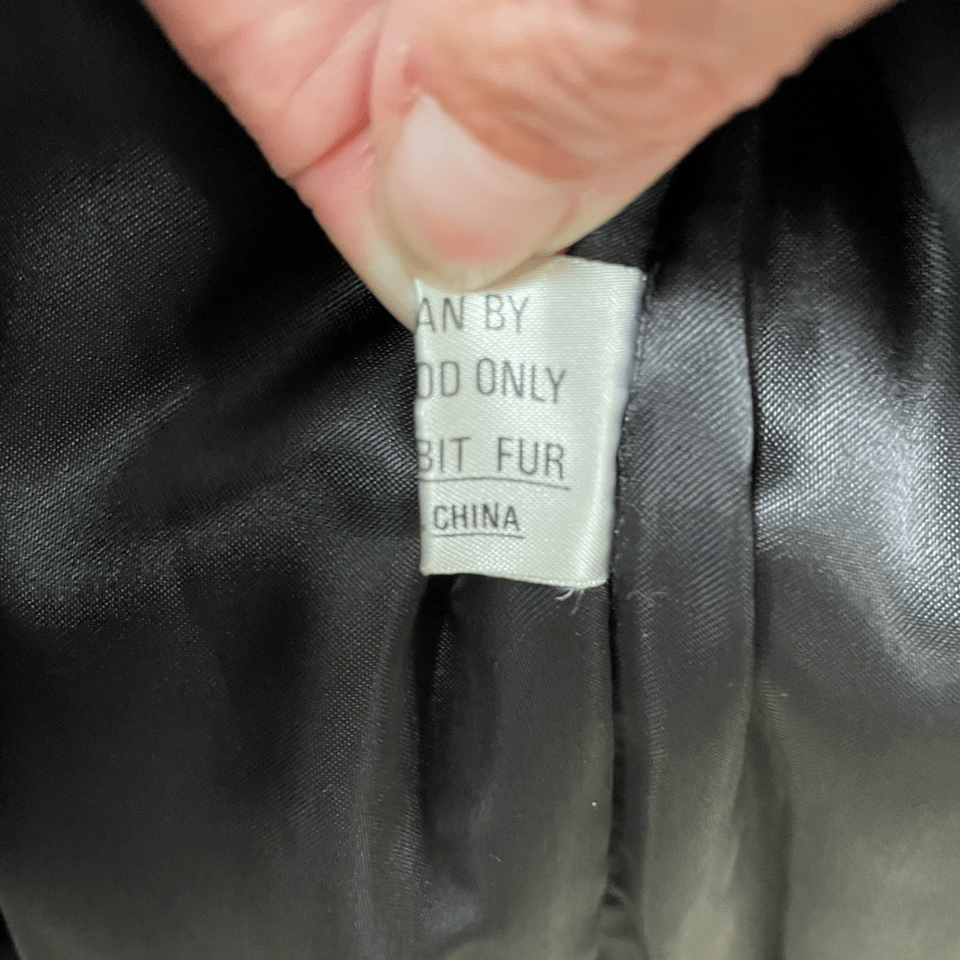 AN BY
OD ONLY
BIT FUR
. CHINA